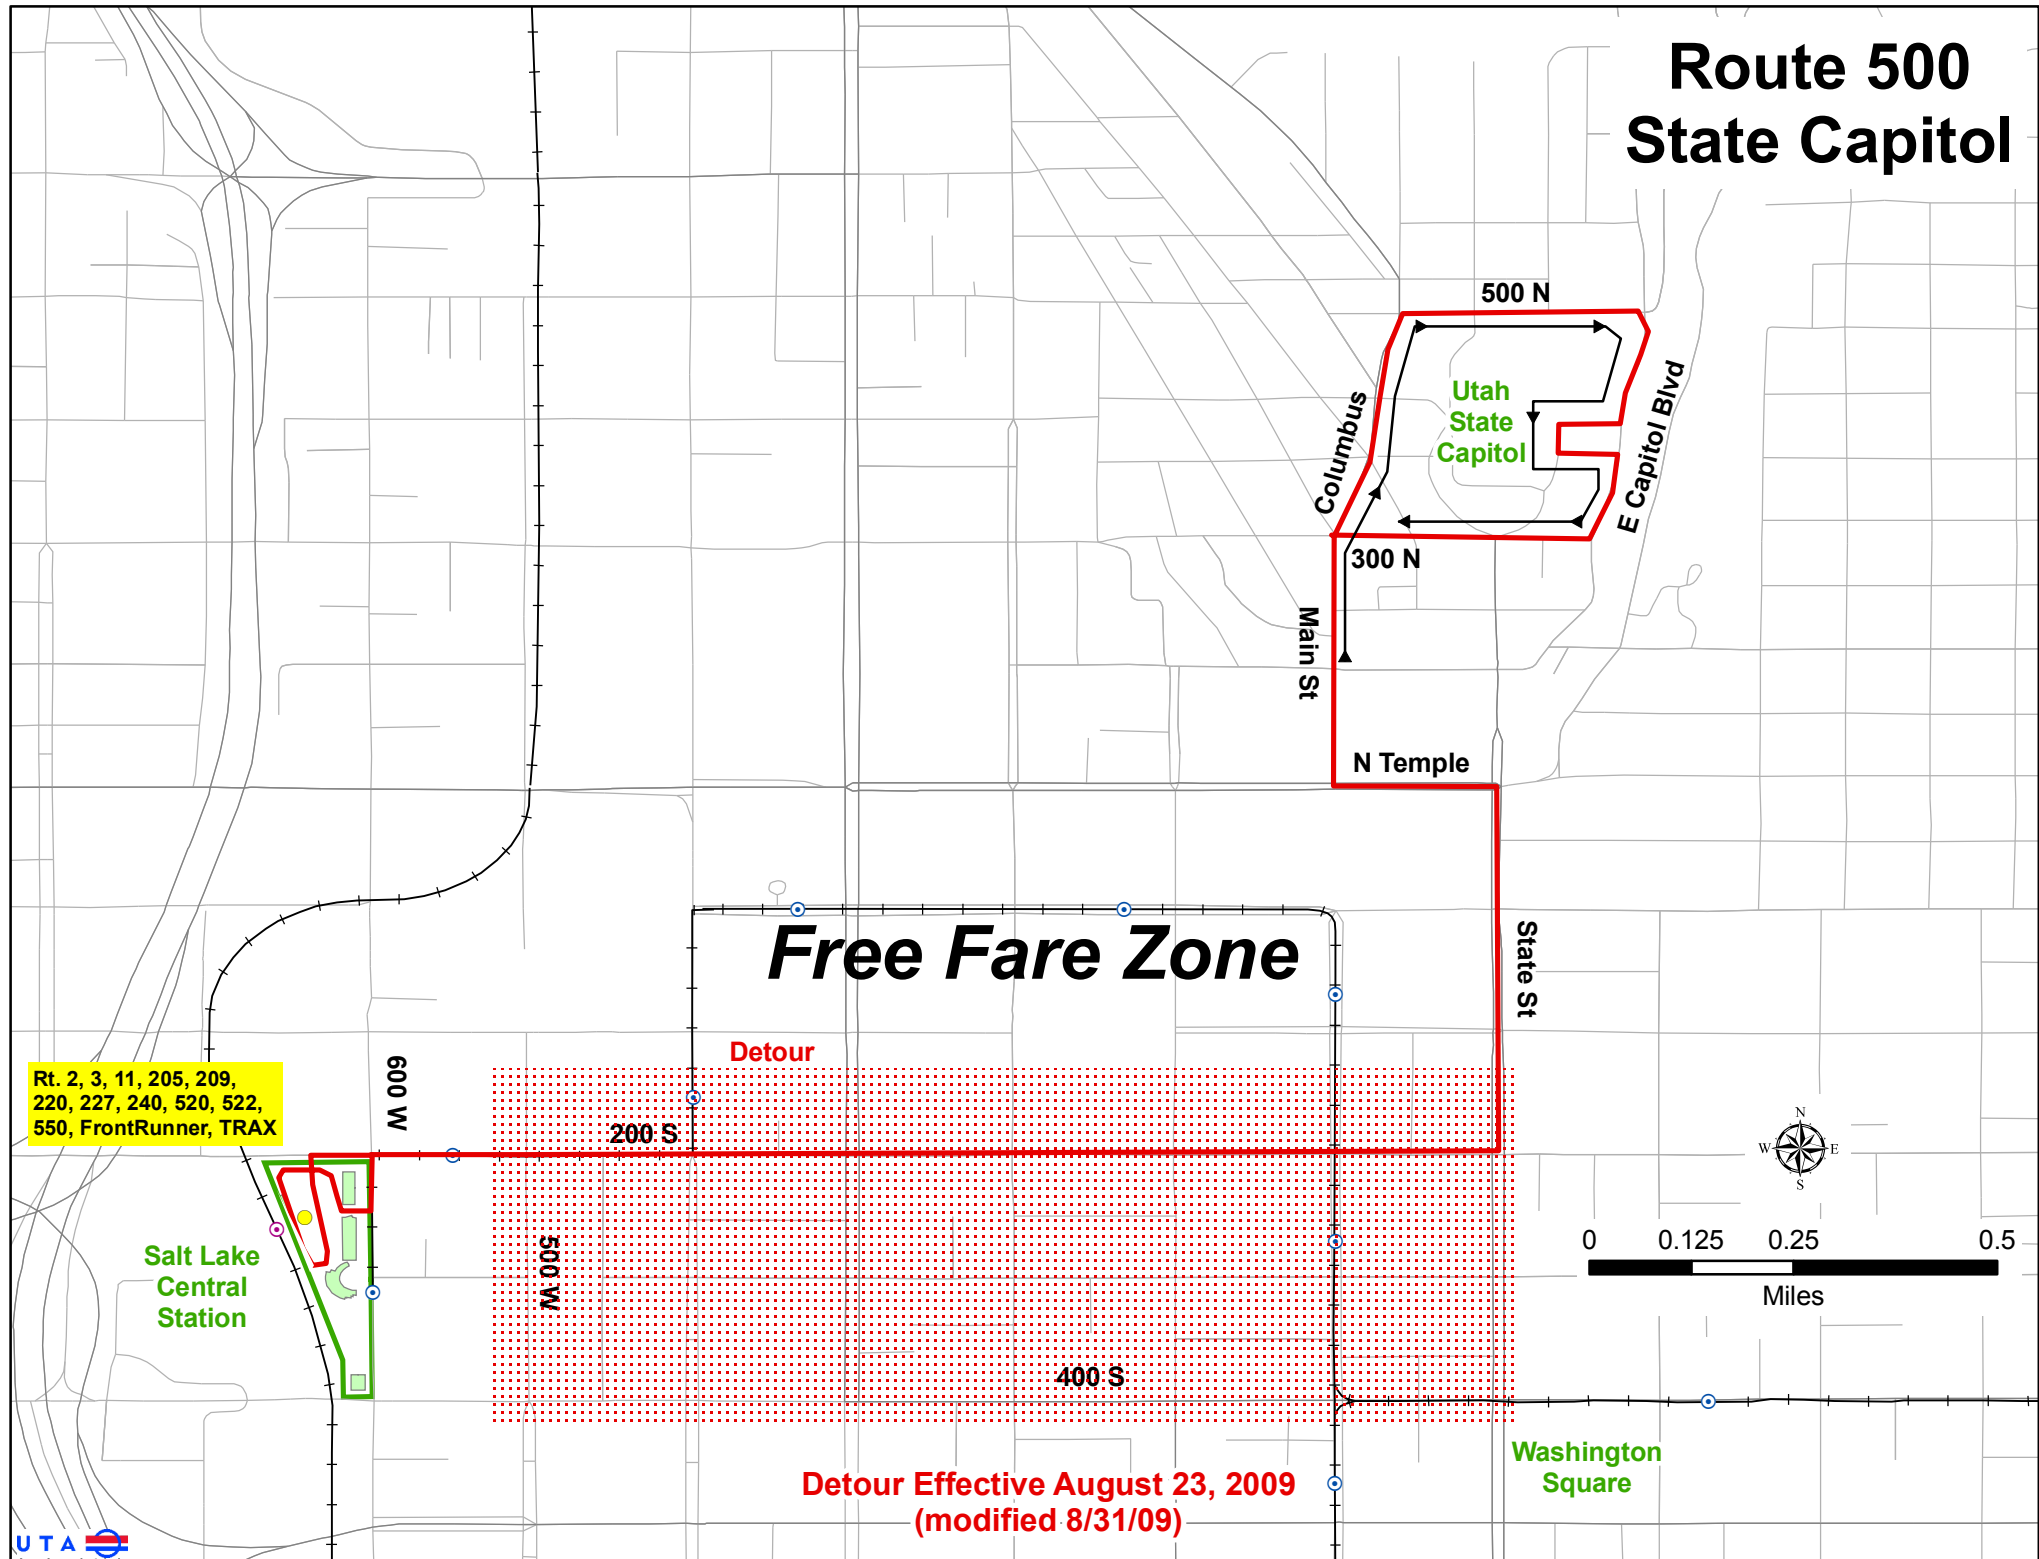 Route 500
State Capitol
500 N
Utah
State
Capitol
Columbus
E Capitol Blvd
300 N
Main St
N Temple
Free Fare Zone
State St
Detour
Rt. 2, 3, 11, 205, 209,
220, 227, 240, 520, 522,
550, FrontRunner, TRAX
600 W
200 S
N
W E
S
0 0.125 0.25 0.5
Miles
Salt Lake
Central
Station
500 W
400 S
Washington
Square
Detour Effective August 23, 2009
(modified 8/31/09)
UTA